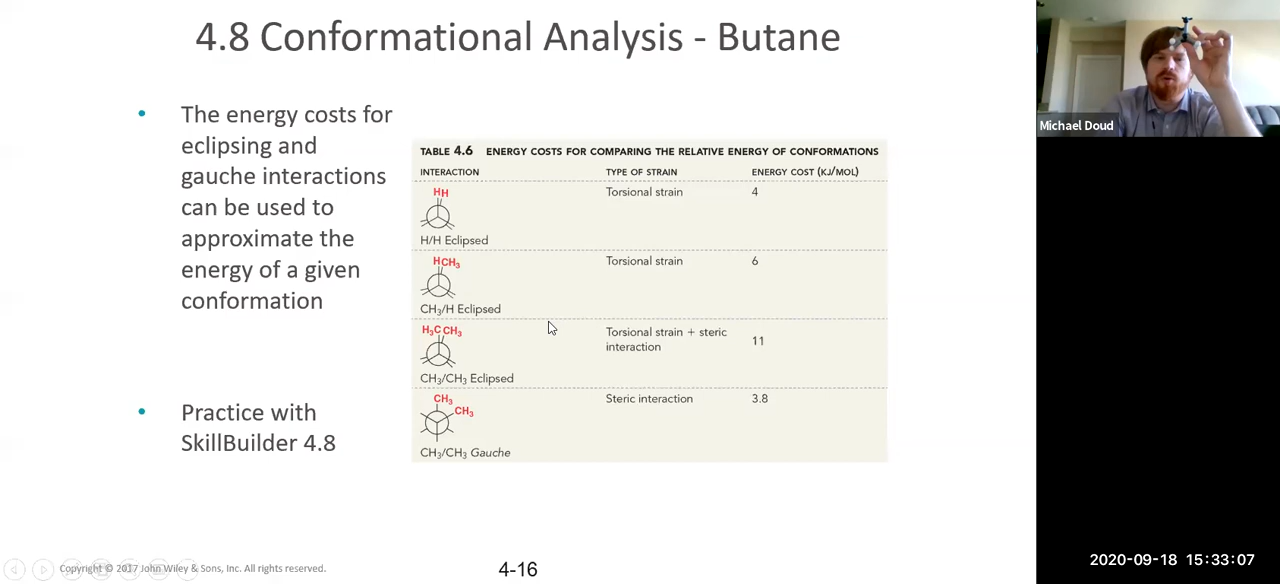 4.8 Conformational Analysis - Butane
• The energy costs for
eclipsing and
gauche interactions
can be used to
approximate the
energy of a given
conformation
• Practice with
SkillBuilder 4.8
TABLE 4.6 ENERGY COSTS FOR COMPARING THE RELATIVE ENERGY OF CONFORMATIONS
INTERACTION TYPE OF STRAIN ENERGY COST (KJ/MOL)
HH
Torsional strain 4
H/H Eclipsed
HCH₃
Torsional strain 6
CH₃/H Eclipsed
H₃C CH₃
Torsional strain + steric
interaction
11
CH₃/CH₃ Eclipsed
CH₃
Steric interaction 3.8
CH₃
CH₃/CH₃ Gauche
Copyright © 2017 John Wiley & Sons, Inc. All rights reserved.
4-16
Michael Doud
2020-09-18 15:33:07